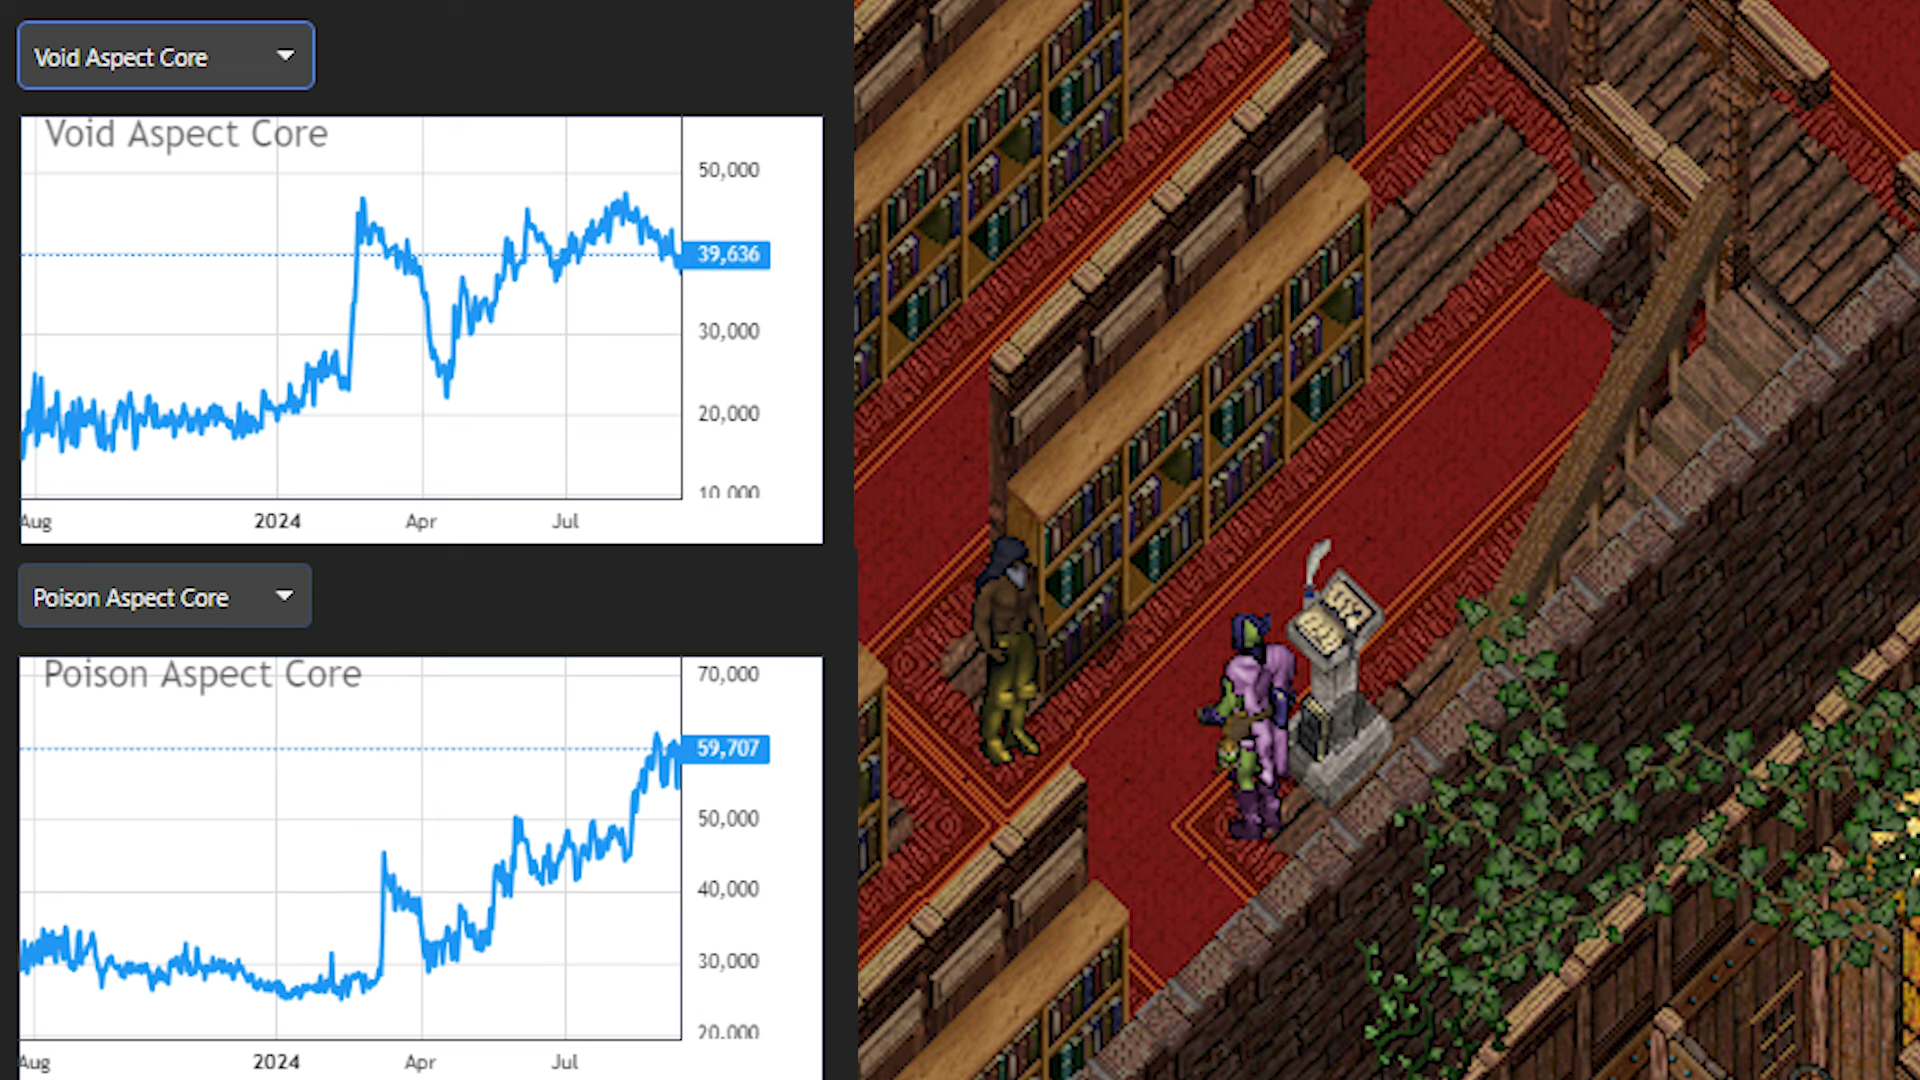 Void Aspect Core
Void Aspect Core
50,000
39,636
30,000
20,000
10,000
Aug 2024 Apr Jul
Poison Aspect Core
Poison Aspect Core
70,000
59,707
50,000
40,000
30,000
20,000
Aug 2024 Apr Jul